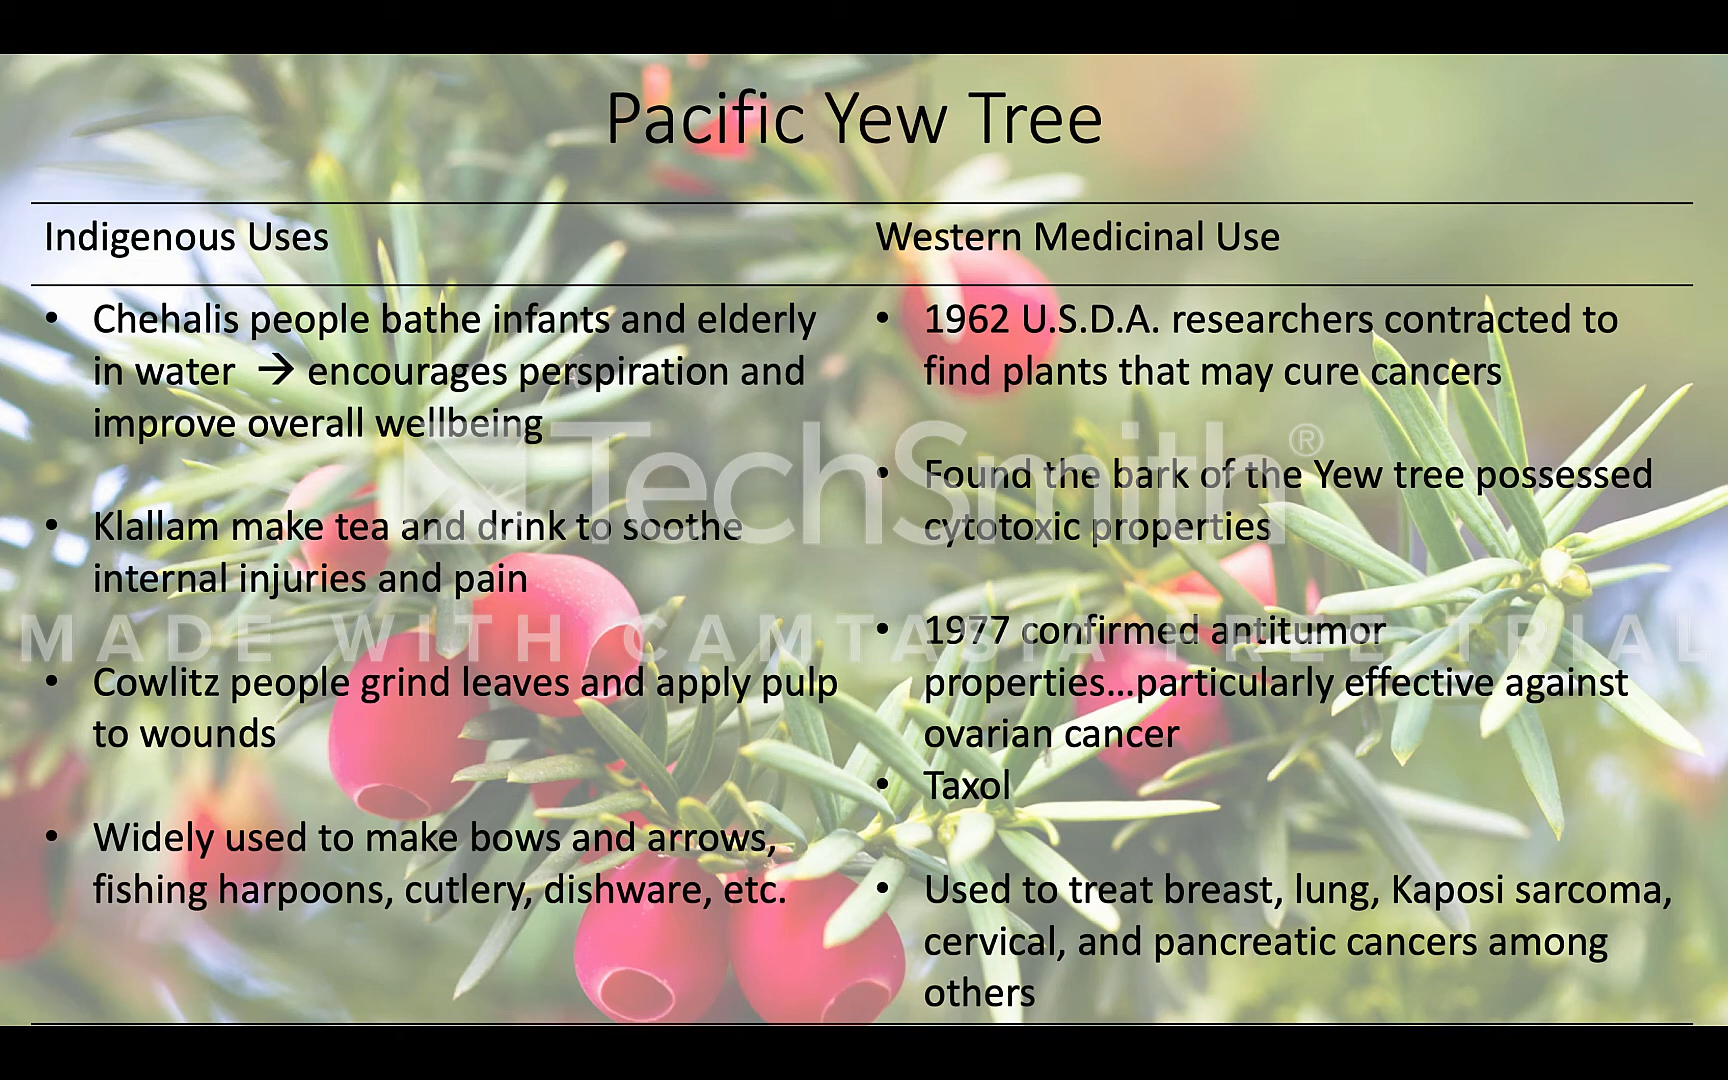 Pacific Yew Tree
Indigenous Uses
• Chehalis people bathe infants and elderly
in water → encourages perspiration and
improve overall wellbeing
• Klallam make tea and drink to soothe
internal injuries and pain
• Cowlitz people grind leaves and apply pulp
to wounds
• Widely used to make bows and arrows,
fishing harpoons, cutlery, dishware, etc.
Western Medicinal Use
• 1962 U.S.D.A. researchers contracted to
find plants that may cure cancers
• Found the bark of the Yew tree possessed
cytotoxic properties
• 1977 confirmed antitumor
properties...particularly effective against
ovarian cancer
• Taxol
• Used to treat breast, lung, Kaposi sarcoma,
cervical, and pancreatic cancers among
others
TechSmith®
MADE WITH CAMTASIA FREE TRIAL